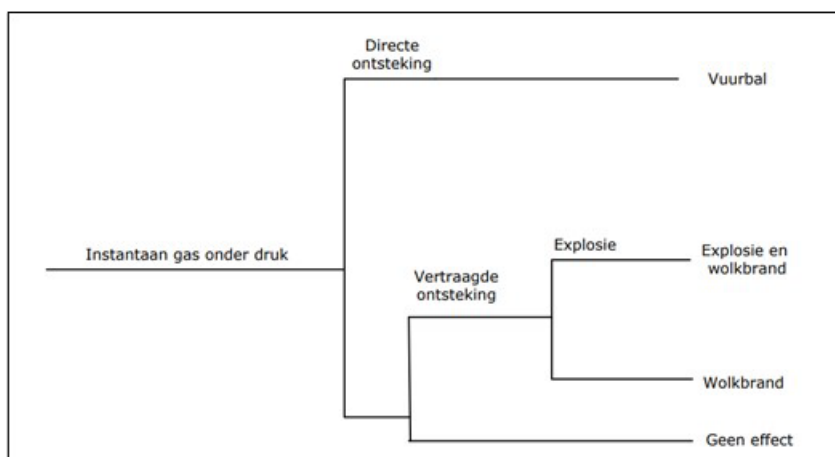 Directe
ontsteking
Vuurbal
Instantaan gas onder druk
Explosie
Explosie en
wolkbrand
Vertraagde
ontsteking
Wolkbrand
Geen effect